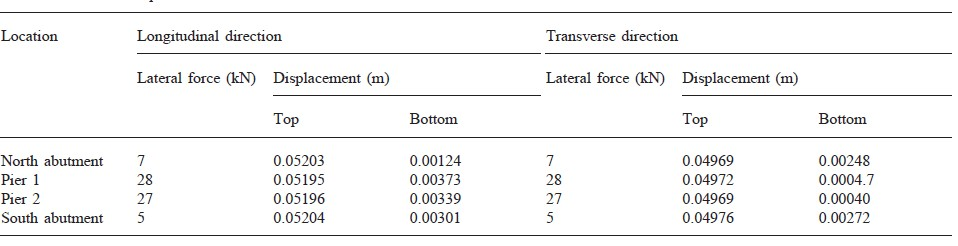 Location Longitudinal direction Transverse direction
Lateral force (kN) Displacement (m) Lateral force (kN) Displacement (m)
Top Bottom Top Bottom
North abutment 7 0.05203 0.00124 7 0.04969 0.00248
Pier 1 28 0.05195 0.00373 28 0.04972 0.0004.7
Pier 2 27 0.05196 0.00339 27 0.04969 0.00040
South abutment 5 0.05204 0.00301 5 0.04976 0.00272